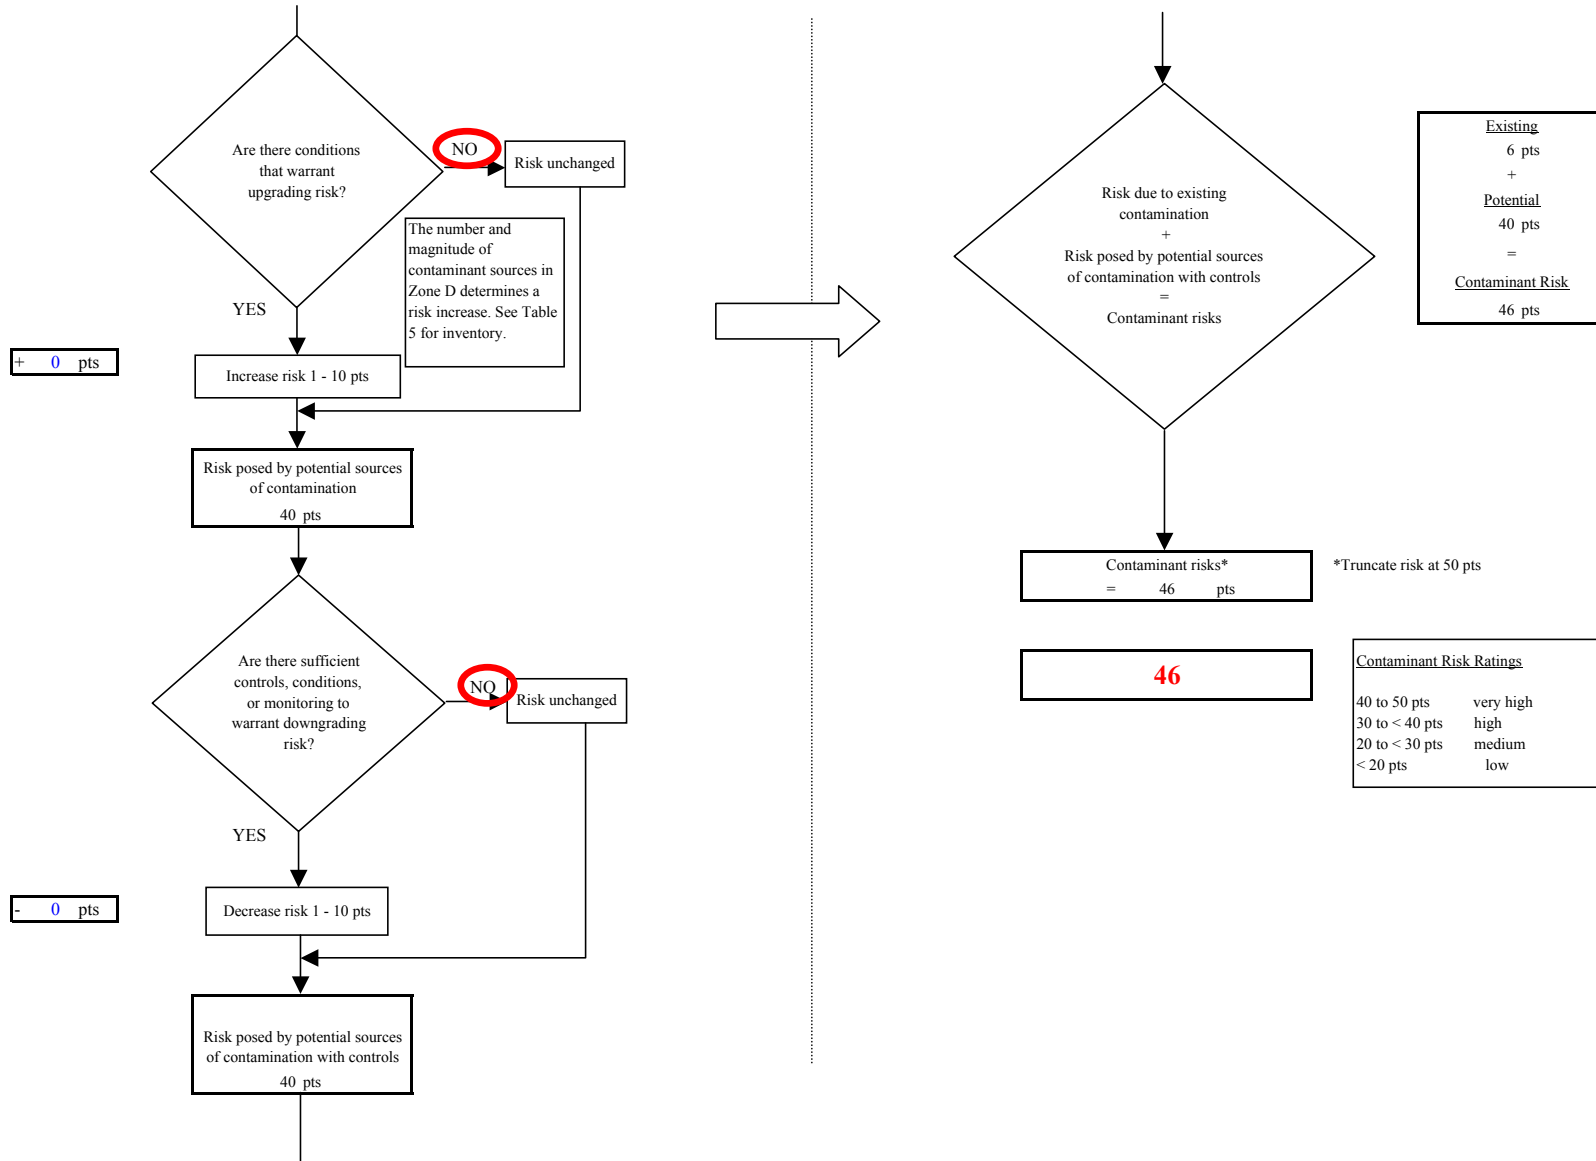 Are there conditions
that warrant
upgrading risk?
NO
Risk unchanged
The number and
magnitude of
contaminant sources in
Zone D determines a
risk increase. See Table
5 for inventory.
YES
+ 0 pts
Increase risk 1 - 10 pts
Risk posed by potential sources
of contamination
40 pts
Are there sufficient
controls, conditions,
or monitoring to
warrant downgrading
risk?
NO
Risk unchanged
YES
- 0 pts
Decrease risk 1 - 10 pts
Risk posed by potential sources
of contamination with controls
40 pts
Risk due to existing
contamination
+
Risk posed by potential sources
of contamination with controls
=
Contaminant risks
Existing
6 pts
+
Potential
40 pts
=
Contaminant Risk
46 pts
Contaminant risks*
= 46 pts
*Truncate risk at 50 pts
46
Contaminant Risk Ratings
40 to 50 pts very high
30 to < 40 pts high
20 to < 30 pts medium
< 20 pts low